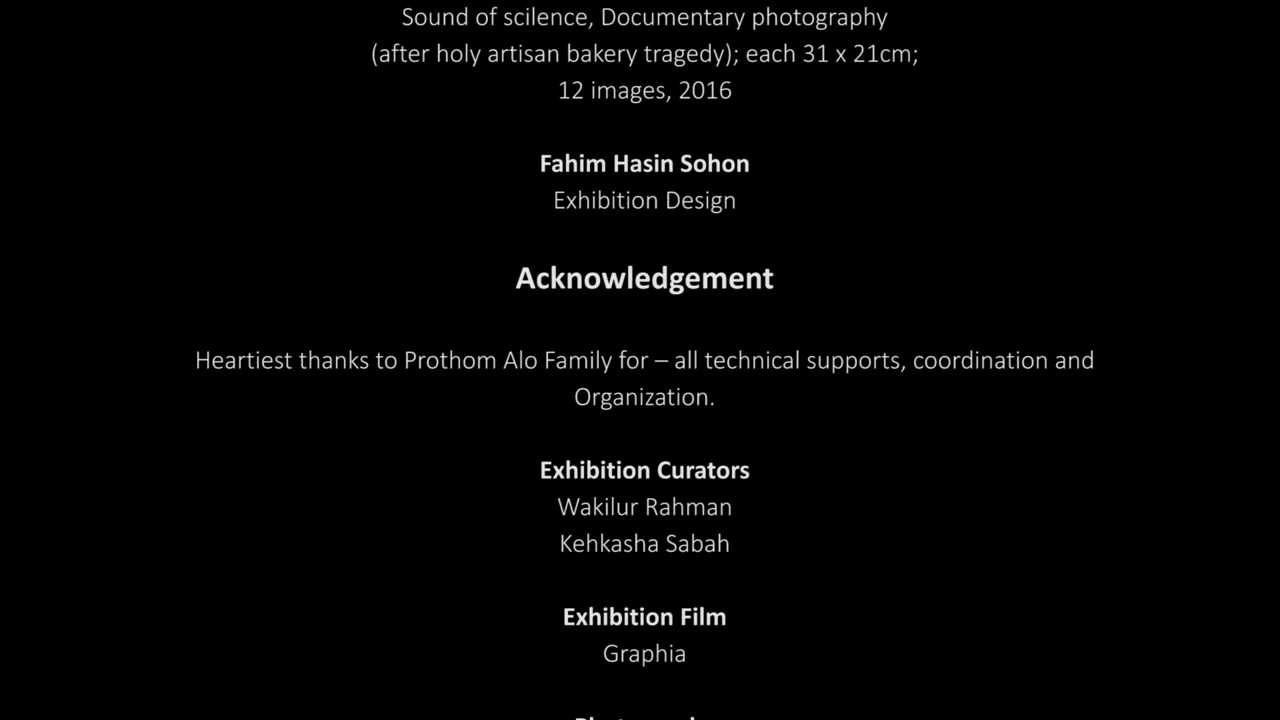 Sound of scilence, Documentary photography
(after holy artisan bakery tragedy); each 31 x 21cm;
12 images, 2016
Fahim Hasin Sohon
Exhibition Design
Acknowledgement
Heartiest thanks to Prothom Alo Family for – all technical supports, coordination and
Organization.
Exhibition Curators
Wakilur Rahman
Kehkasha Sabah
Exhibition Film
Graphia